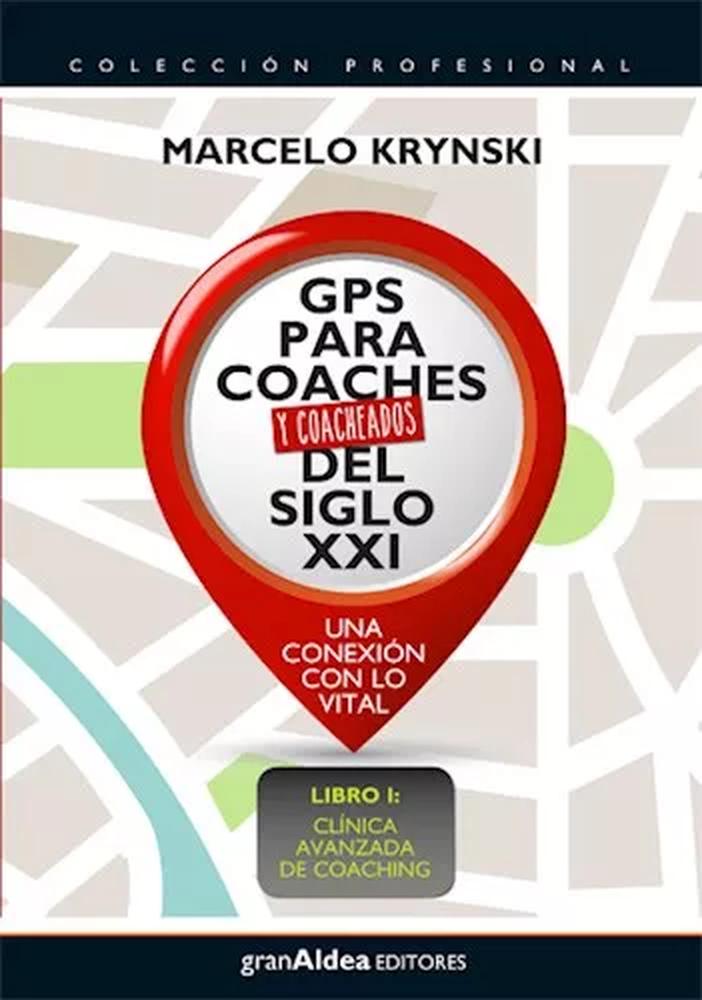 COLECCIÓN PROFESIONAL
MARCELO KRYNSKI
GPS
PARA
COACHES
Y COACHEADOS
DEL
SIGLO
XXI
UNA
CONEXIÓN
CON LO
VITAL
LIBRO I:
CLÍNICA
AVANZADA
DE COACHING
granAldea EDITORES